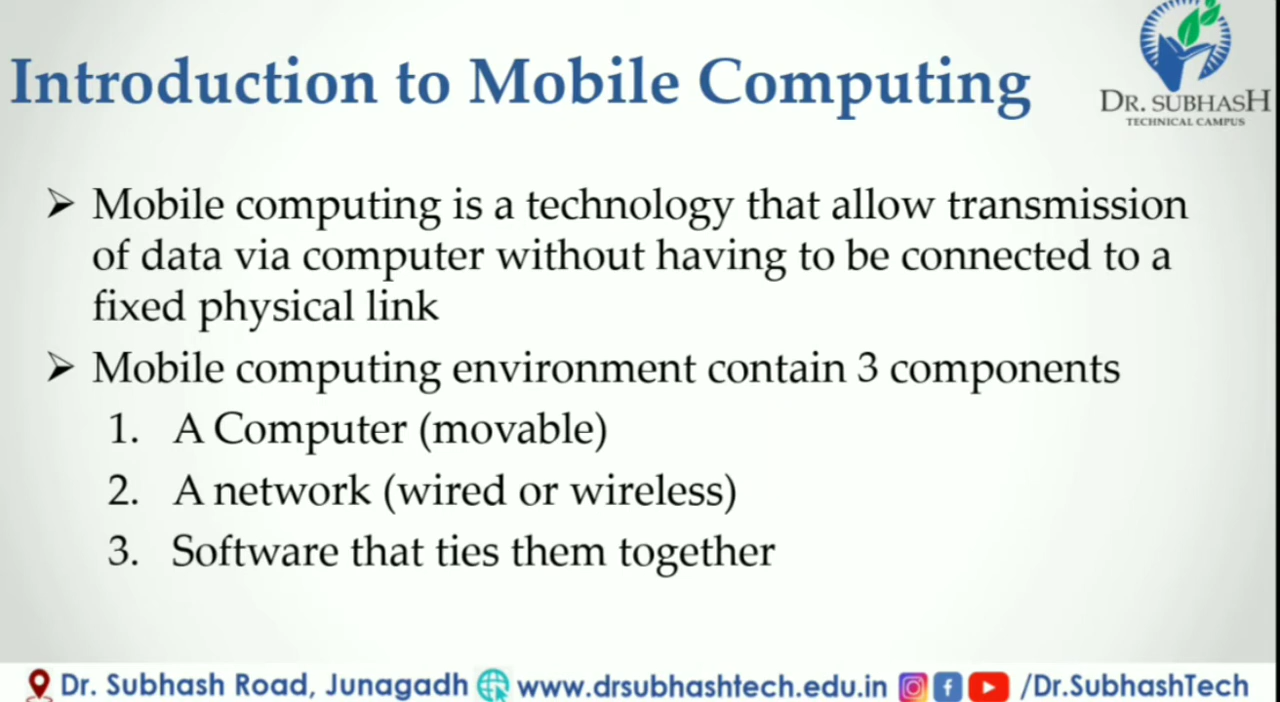 Introduction to Mobile Computing
DR. SUBHASH
TECHNICAL CAMPUS
➢ Mobile computing is a technology that allow transmission
of data via computer without having to be connected to a
fixed physical link
➢ Mobile computing environment contain 3 components
1. A Computer (movable)
2. A network (wired or wireless)
3. Software that ties them together
Dr. Subhash Road, Junagadh www.drsubhashtech.edu.in /Dr.SubhashTech